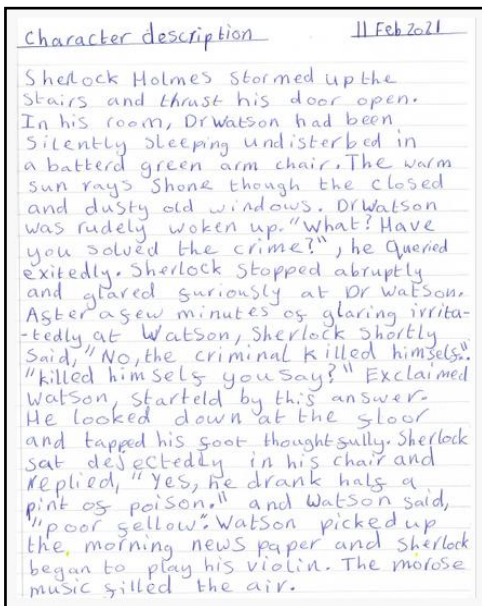 Character description 11 Feb 2021
Sherlock Holmes stormed up the
stairs and thrust his door open.
In his room, Dr Watson had been
silently sleeping undisterbed in
a batterd green arm chair. The warm
sun rays shone though the closed
and dusty old windows. Dr Watson
was rudely woken up. "What? Have
you solved the crime?", he queried
exitedly. Sherlock stopped abruptly
and glared furiously at Dr Watson.
After a few minutes of glaring irrita-
-tedly at Watson, Sherlock shortly
said, "No, the criminal killed himself".
"killed himself you say?" Exclaimed
Watson, starteld by this answer.
He looked down at the floor
and tapped his foot thoughtfully. Sherlock
sat dejectedly in his chair and
replied, "Yes, he drank half a
pint of poison." and Watson said,
"poor fellow". Watson picked up
the morning news paper and Sherlock
began to play his violin. The morose
music filled the air.